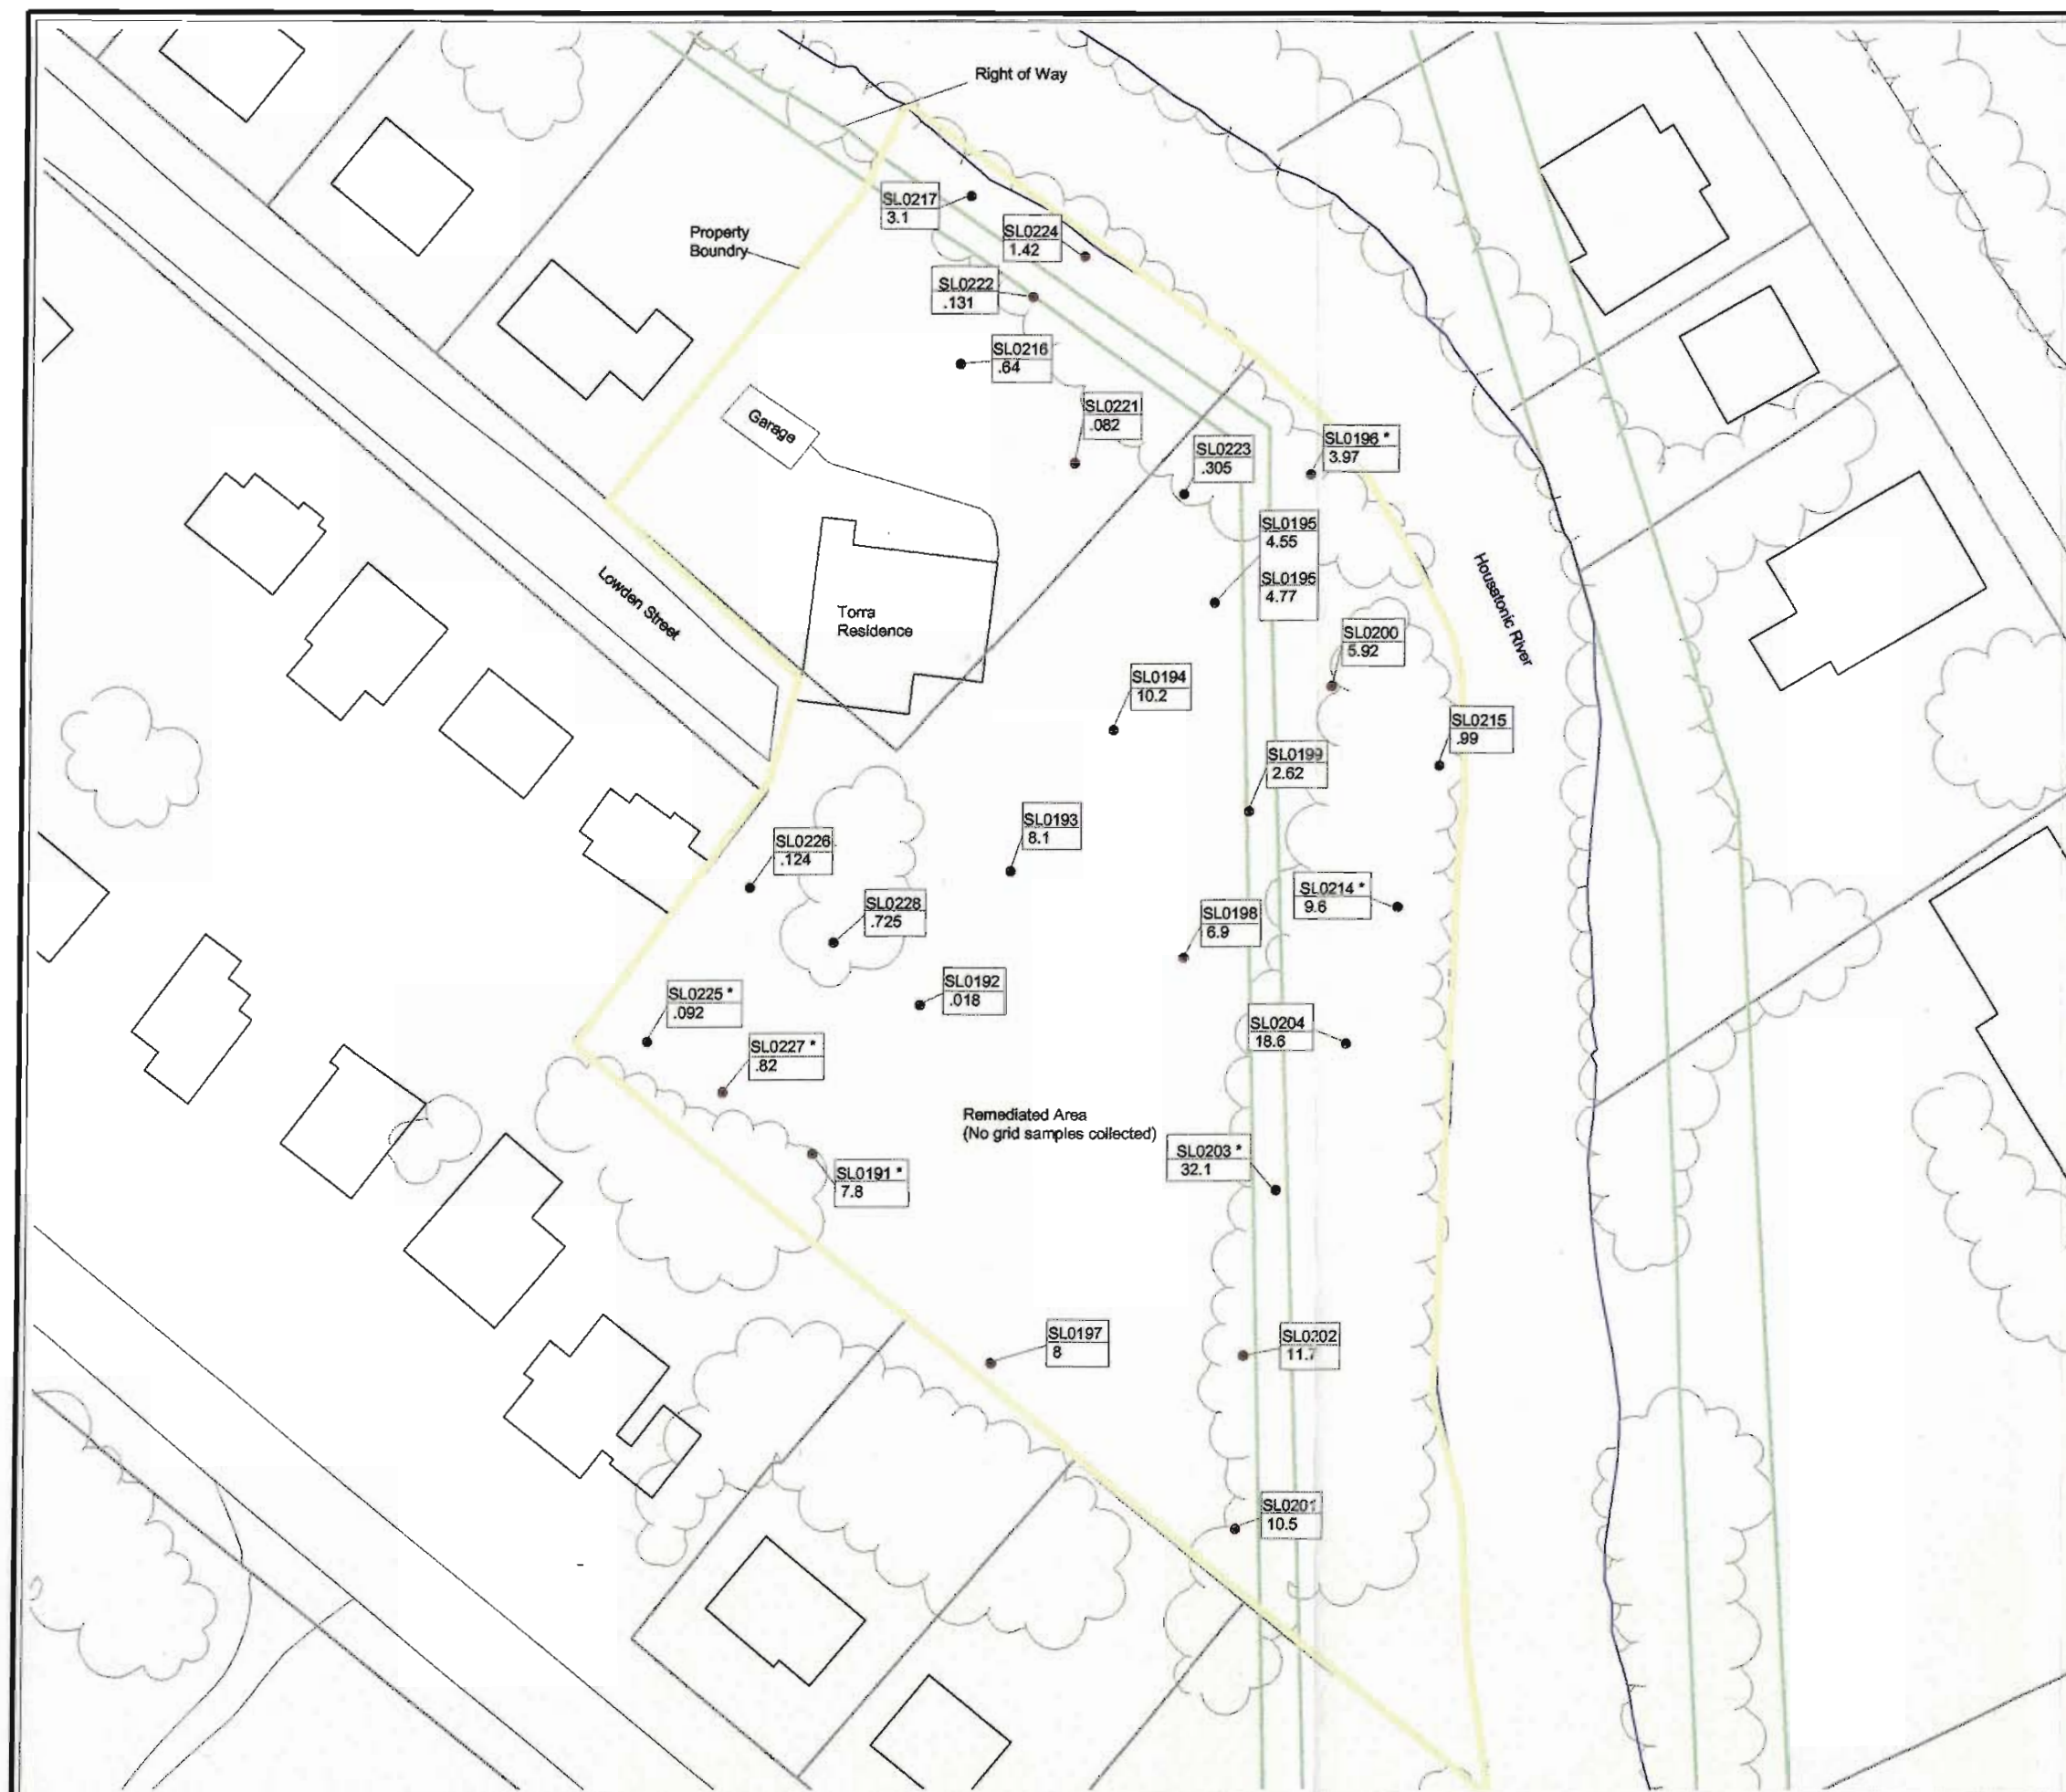 Right of Way
SL0217
3.1
Property
Boundry
SL0224
1.42
SL0222
.131
SL0216
.64
SL0221
.082
Garage
SL0223
.305
SL0196 *
3.97
SL0195
4.55
SL0195
4.77
Lowden Street
Torra
Residence
Housatonic River
SL0200
5.92
SL0194
10.2
SL0215
.99
SL0199
2.62
SL0193
8.1
SL0226
.124
SL0214 *
9.6
SL0228
.725
SL0198
6.9
SL0192
.018
SL0225 *
.092
SL0204
18.6
SL0227 *
.82
Remediated Area
(No grid samples collected)
SL0203 *
32.1
SL0191 *
7.8
SL0197
8
SL0202
11.7
SL0201
10.5